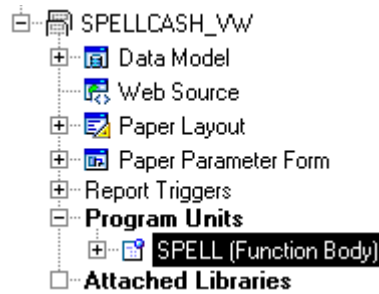 SPELLCASH_VW
Data Model
Web Source
Paper Layout
Paper Parameter Form
Report Triggers
Program Units
SPELL (Function Body)
Attached Libraries